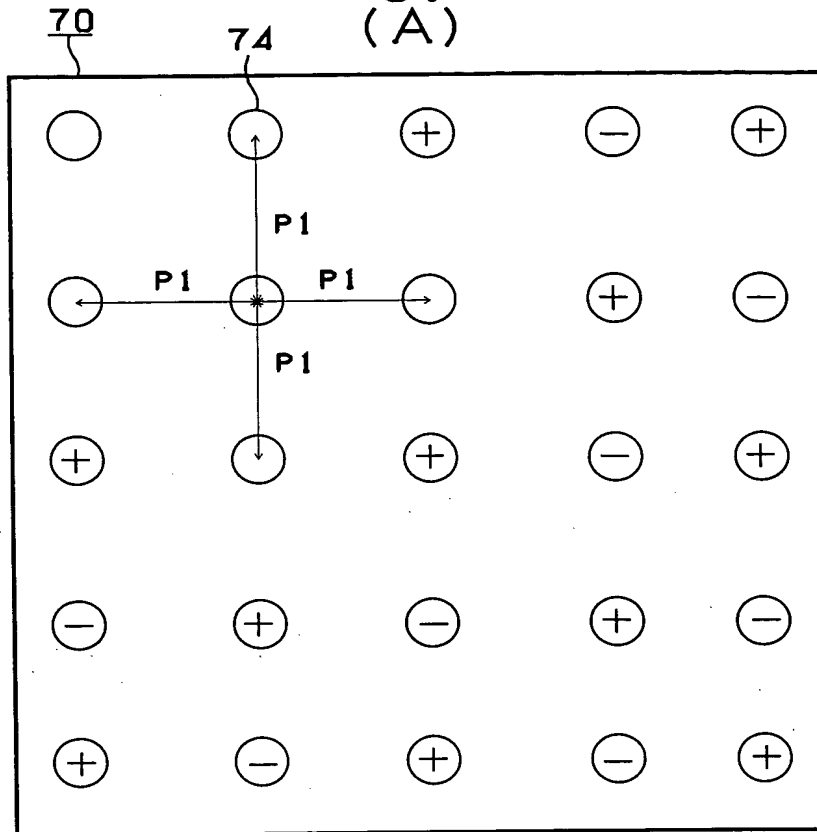 70
74
(A)
+ − +
P1
P1 P1
+ −
P1
+ + − +
− + − + −
+ − + − +